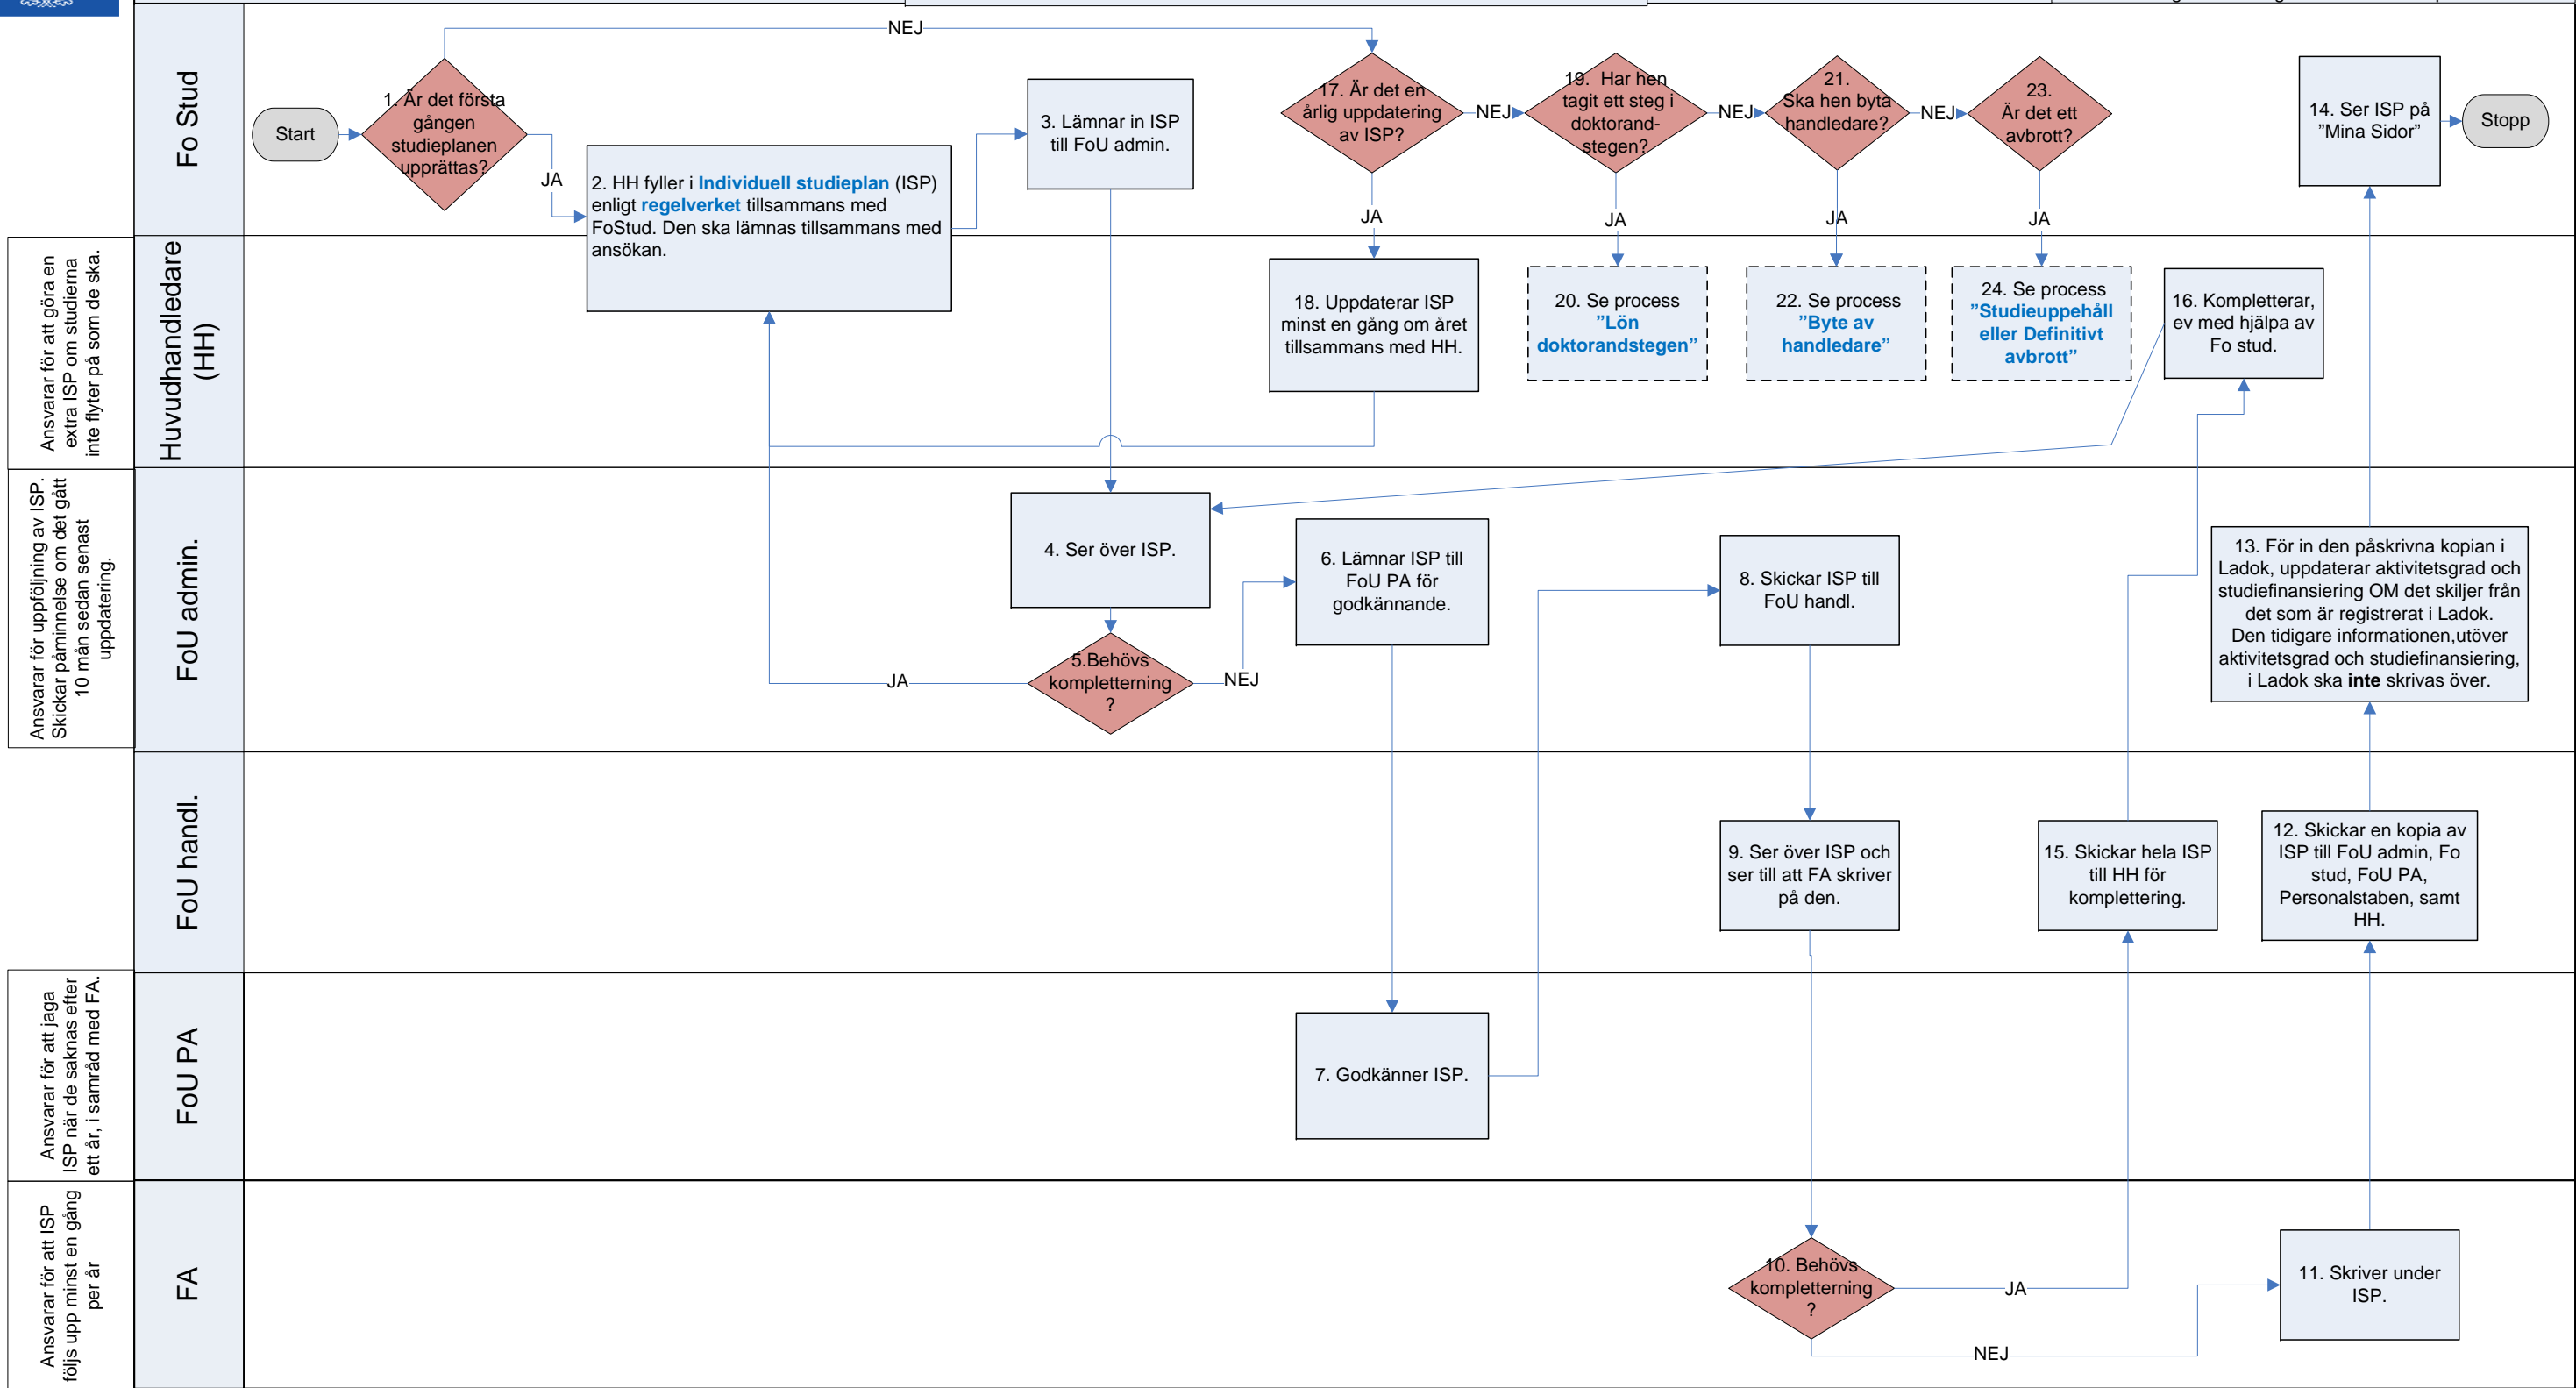 Fo Stud
Start
1. Är det första
gången
studieplanen
upprättas?
NEJ
JA
2. HH fyller i Individuell studieplan (ISP)
enligt regelverket tillsammans med
FoStud. Den ska lämnas tillsammans med
ansökan.
3. Lämnar in ISP
till FoU admin.
17. Är det en
årlig uppdatering
av ISP?
NEJ
JA
19. Har hen
tagit ett steg i
doktorand-
stegen?
NEJ
JA
21.
Ska hen byta
handledare?
NEJ
JA
23.
Är det ett
avbrott?
JA
14. Ser ISP på
”Mina Sidor”
Stopp
Ansvarar för att göra en
extra ISP om studierna
inte flyter på som de ska.
Huvudhandledare
(HH)
18. Uppdaterar ISP
minst en gång om året
tillsammans med HH.
20. Se process
”Lön
doktorandstegen”
22. Se process
”Byte av
handledare”
24. Se process
”Studieuppehåll
eller Definitivt
avbrott”
16. Kompletterar,
ev med hjälpa av
Fo stud.
Ansvarar för uppföljning av ISP.
Skickar påminnelse om det gått
10 mån sedan senast
uppdatering.
FoU admin.
4. Ser över ISP.
5.Behövs
kompletterning
?
JA
NEJ
6. Lämnar ISP till
FoU PA för
godkännande.
8. Skickar ISP till
FoU handl.
13. För in den påskrivna kopian i
Ladok, uppdaterar aktivitetsgrad och
studiefinansiering OM det skiljer från
det som är registrerat i Ladok.
Den tidigare informationen,utöver
aktivitetsgrad och studiefinansiering,
i Ladok ska inte skrivas över.
FoU handl.
9. Ser över ISP och
ser till att FA skriver
på den.
15. Skickar hela ISP
till HH för
komplettering.
12. Skickar en kopia av
ISP till FoU admin, Fo
stud, FoU PA,
Personalstaben, samt
HH.
Ansvarar för att jaga
ISP när de saknas efter
ett år, i samråd med FA.
FoU PA
7. Godkänner ISP.
Ansvarar för att ISP
följs upp minst en gång
per år
FA
10. Behövs
kompletterning
?
JA
NEJ
11. Skriver under
ISP.